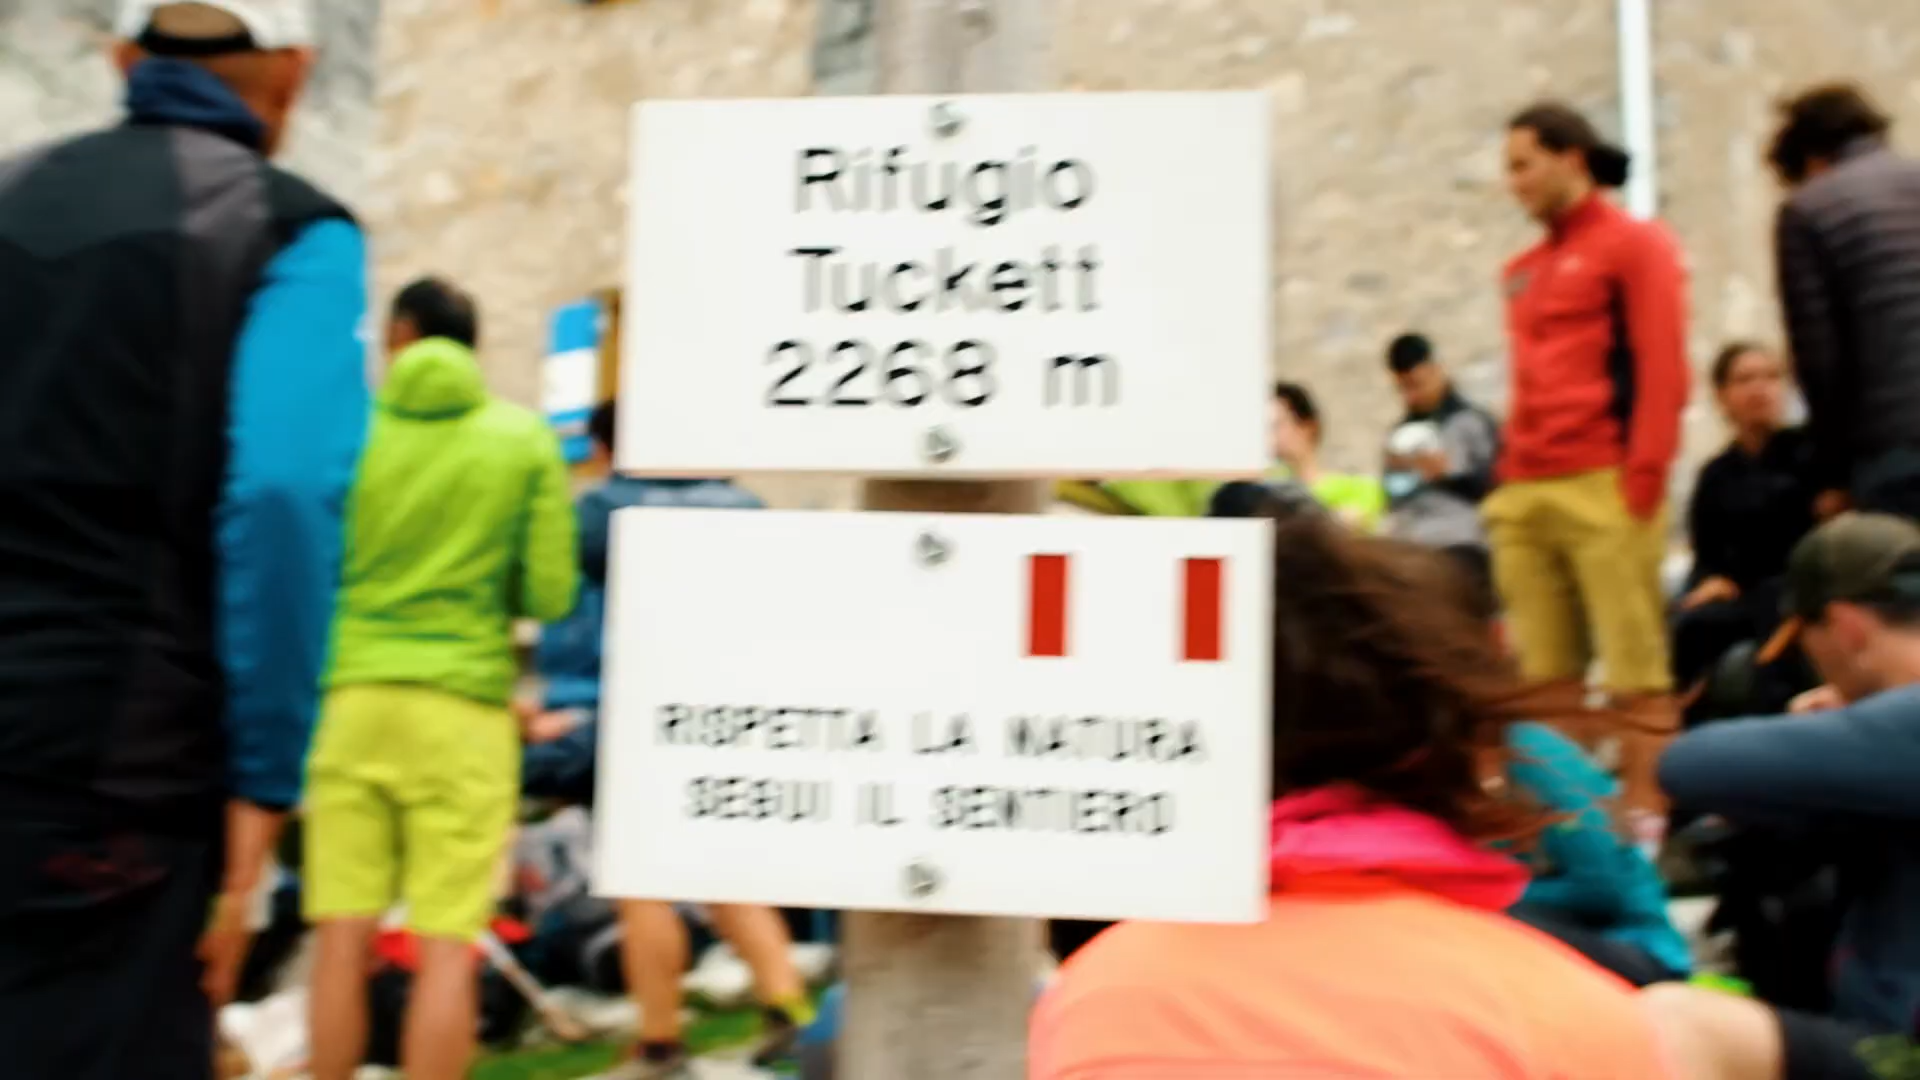 Rifugio
Tuckett
2268 m
RISPETTA LA NATURA
SEGUI IL SENTIERO